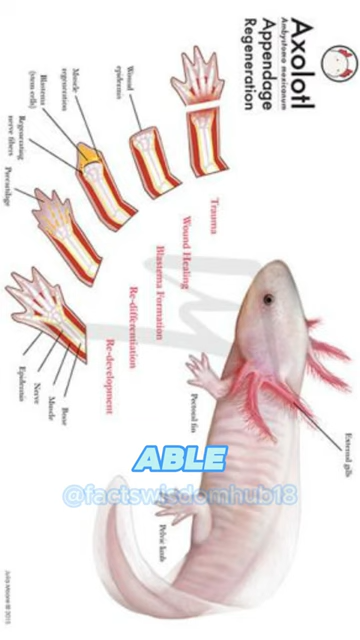 Axolotl
Ambystoma mexicanum
Appendage
Regeneration
Trauma
Wound Healing
Blastema Formation
Re-differentiation
Re-development
Wound
epidermis
Muscle
regeneration
Blastema
(stem cells)
Regenerating
nerve fibers
Procartilage
Bone
Muscle
Nerve
Epidermis
External gills
Pectoral fin
Pelvic limb
ABLE
@factswisdomhub18